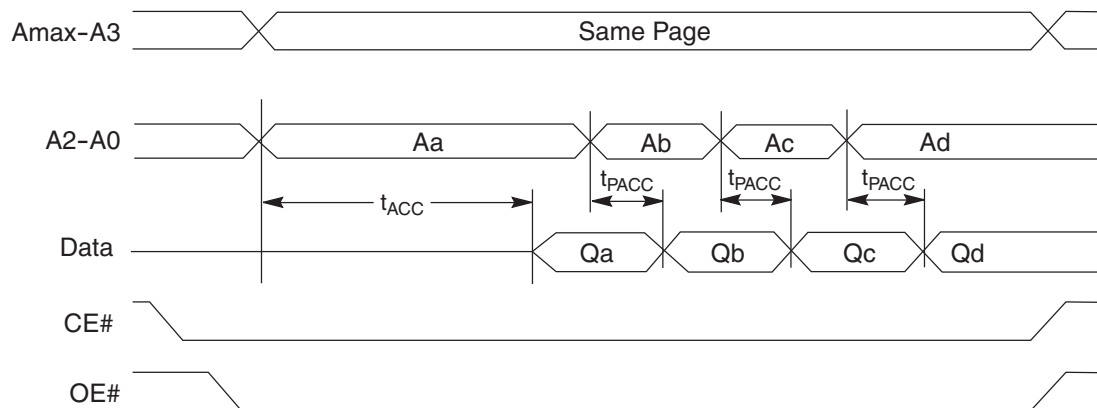 Amax-A3 Same Page
A2-A0 Aa Ab Ac Ad
tACC tPACC tPACC tPACC
Data Qa Qb Qc Qd
CE#
OE#